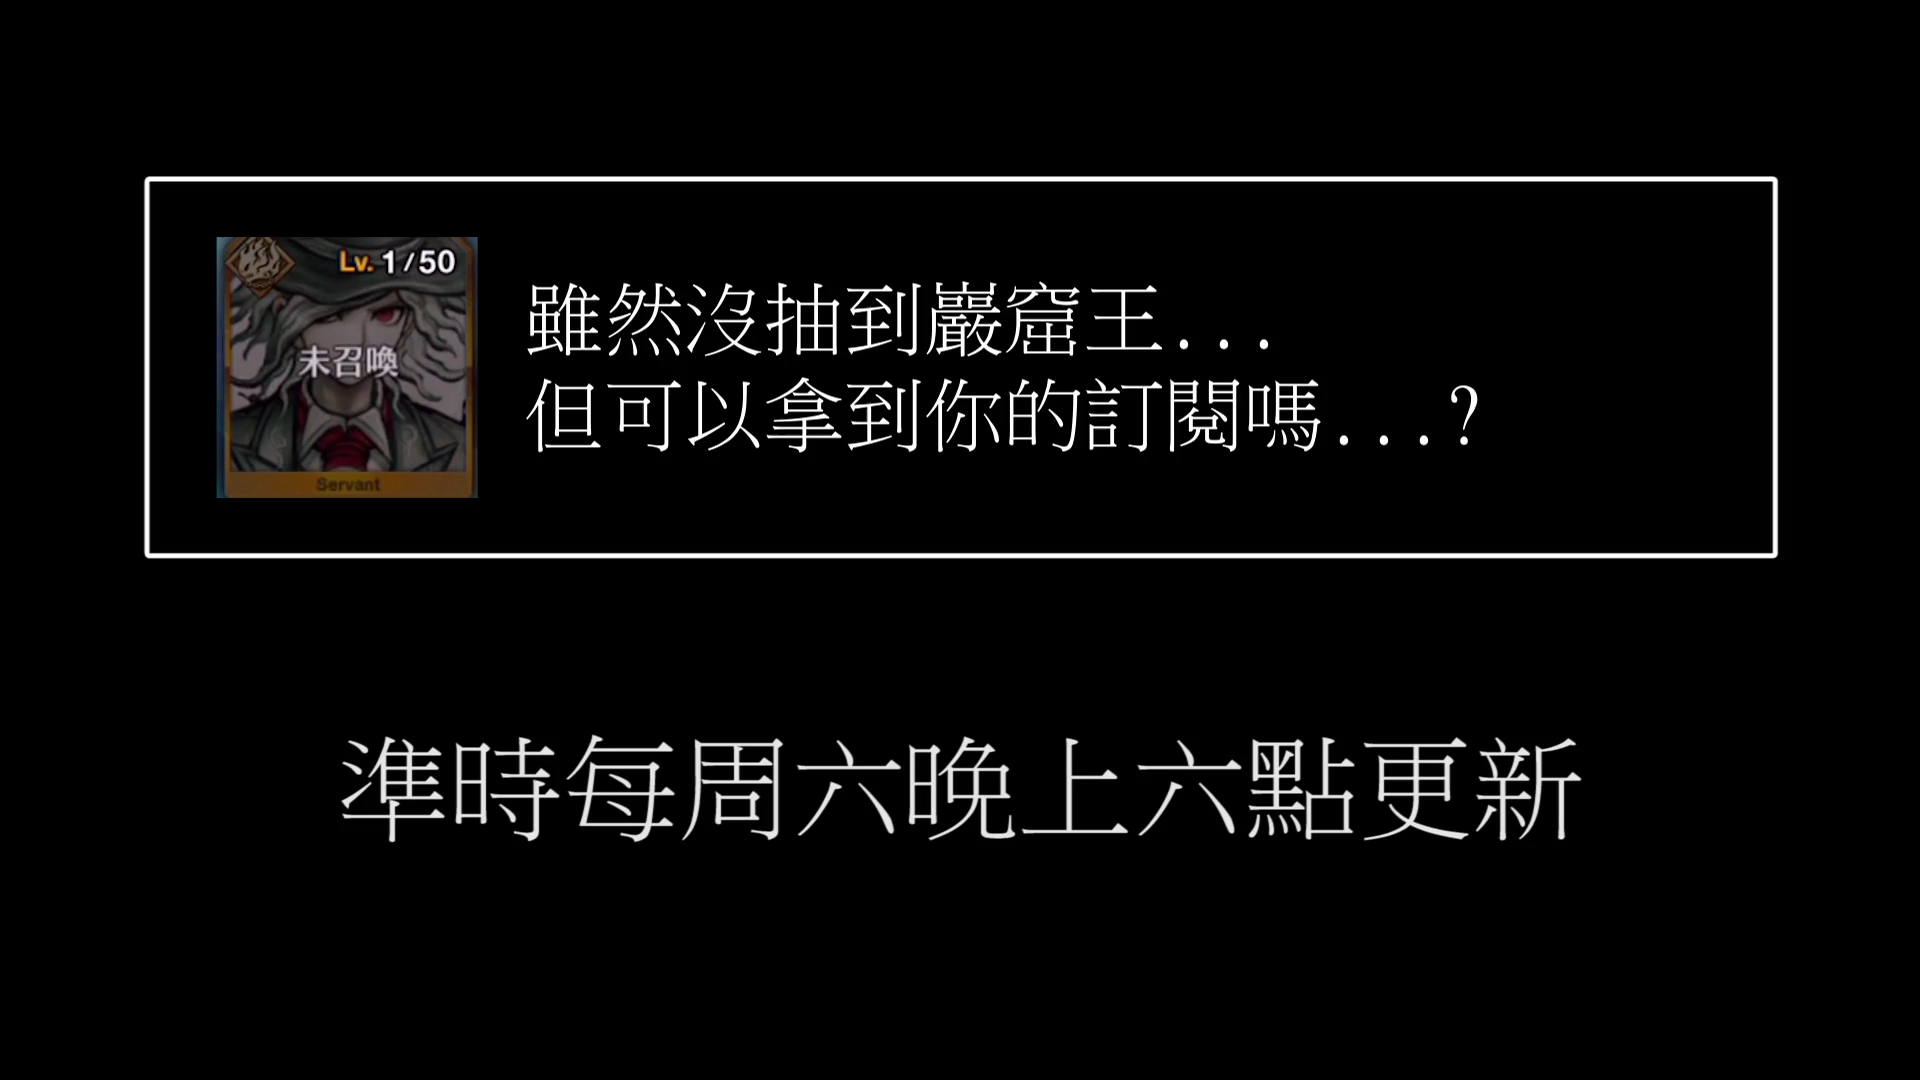 Lv. 1/50
未召喚
Servant
雖然沒抽到巖窟王...
但可以拿到你的訂閱嗎...?
準時每周六晚上六點更新